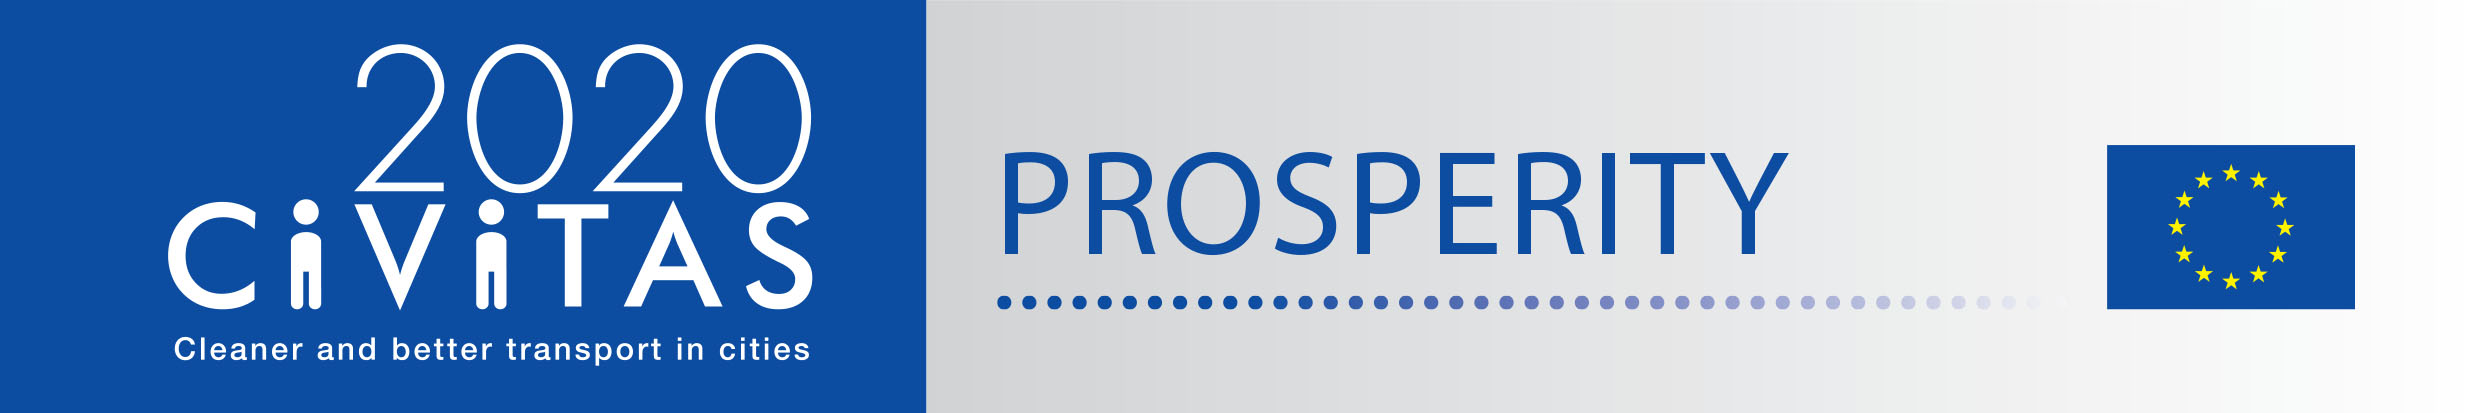 2020
CiViTAS
Cleaner and better transport in cities
PROSPERITY